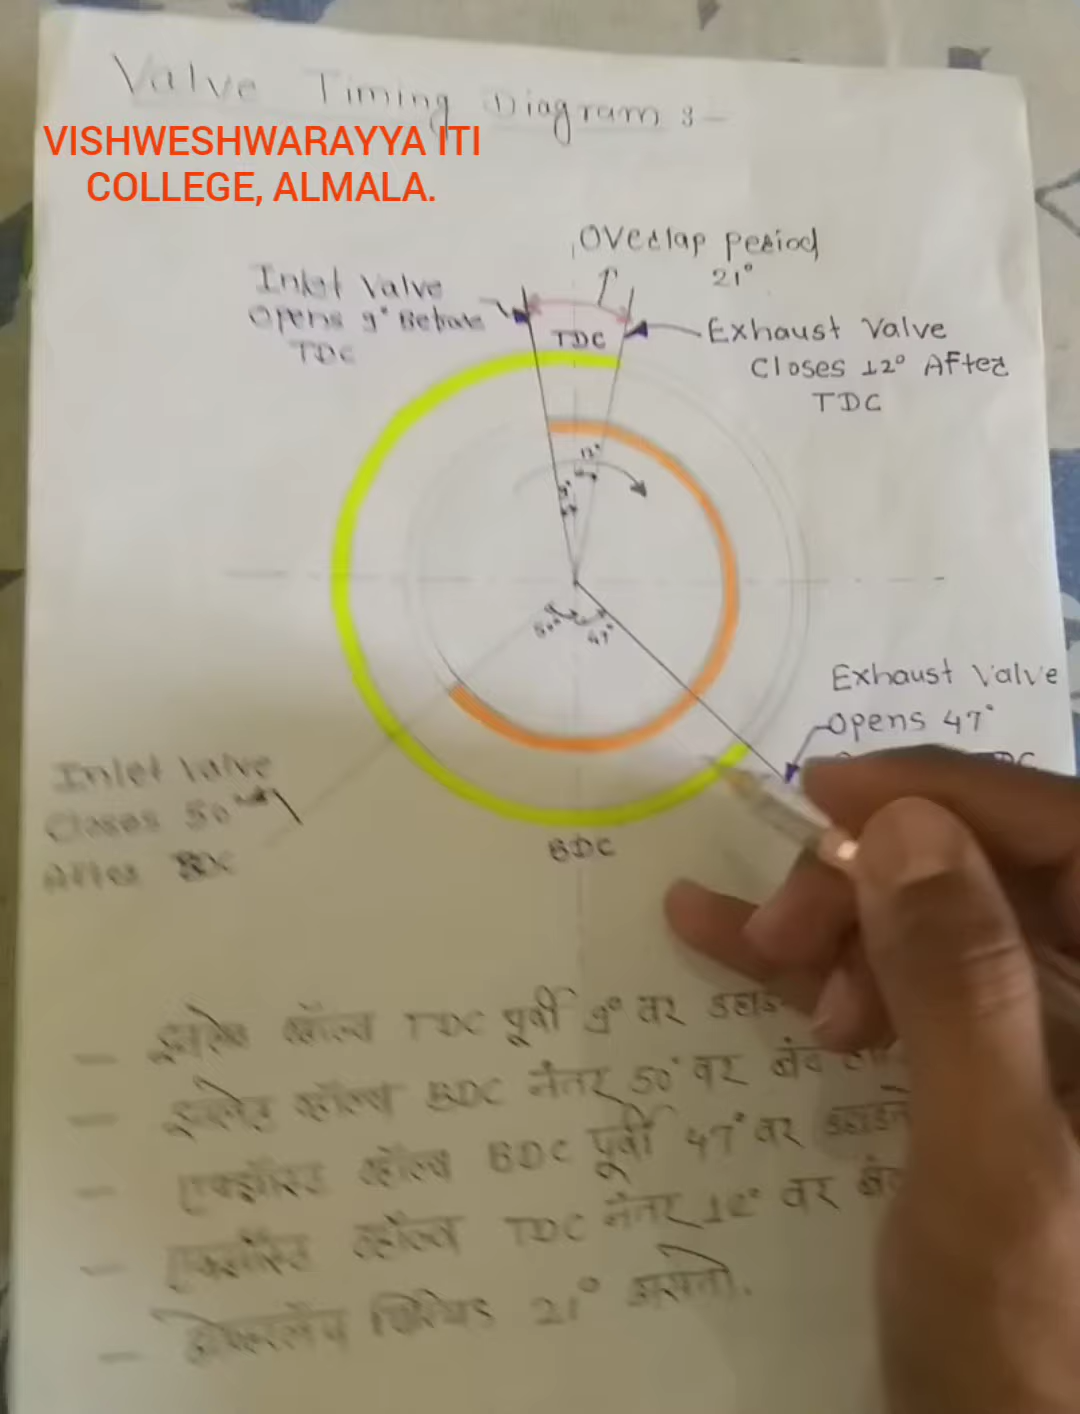 Valve Timing Diagram :-
VISHWESHWARAYYA ITI
COLLEGE, ALMALA.
Overlap period
21°
Inlet Valve
Opens 9° Before
TDC
TDC
Exhaust Valve
Closes 12° After
TDC
12°
9°
50°
47°
Exhaust Valve
Opens 47°
Inlet Valve
Closes 50°
After BDC
BDC
— इनलेट व्हॉल्व TDC पूर्वी 9° वर
— इनलेट व्हॉल्व BDC नंतर 50° वर बंद
— एक्झॉस्ट व्हॉल्व BDC पूर्वी 47° वर
— एक्झॉस्ट व्हॉल्व TDC नंतर 12° वर
— ओव्हरलॅप पिरियड 21° असतो.